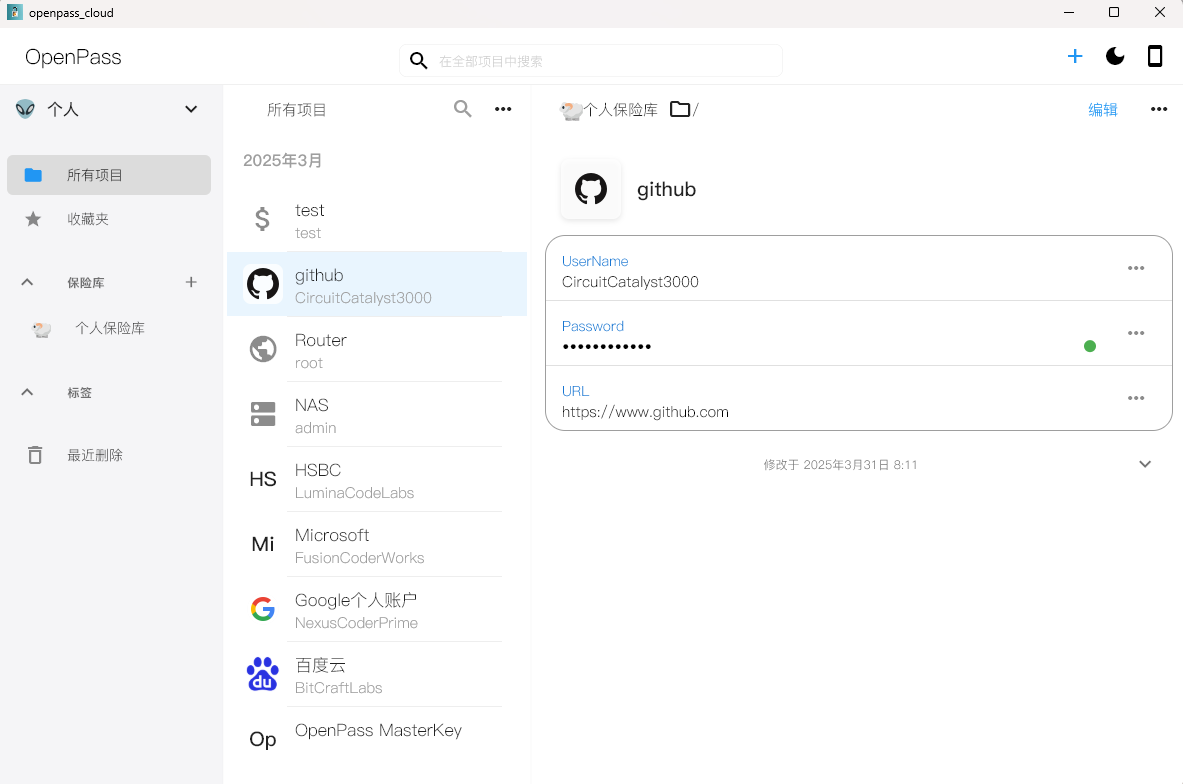 openpass_cloud
OpenPass
在全部项目中搜索
个人
所有项目
收藏夹
保险库
个人保险库
标签
最近删除
所有项目
2025年3月
$
test
test
github
CircuitCatalyst3000
Router
root
NAS
admin
HS
HSBC
LuminaCodeLabs
Mi
Microsoft
FusionCoderWorks
G
Google个人账户
NexusCoderPrime
du
百度云
BitCraftLabs
Op
OpenPass MasterKey
个人保险库 /
编辑
github
UserName
CircuitCatalyst3000
Password
••••••••••••
URL
https://www.github.com
修改于 2025年3月31日 8:11